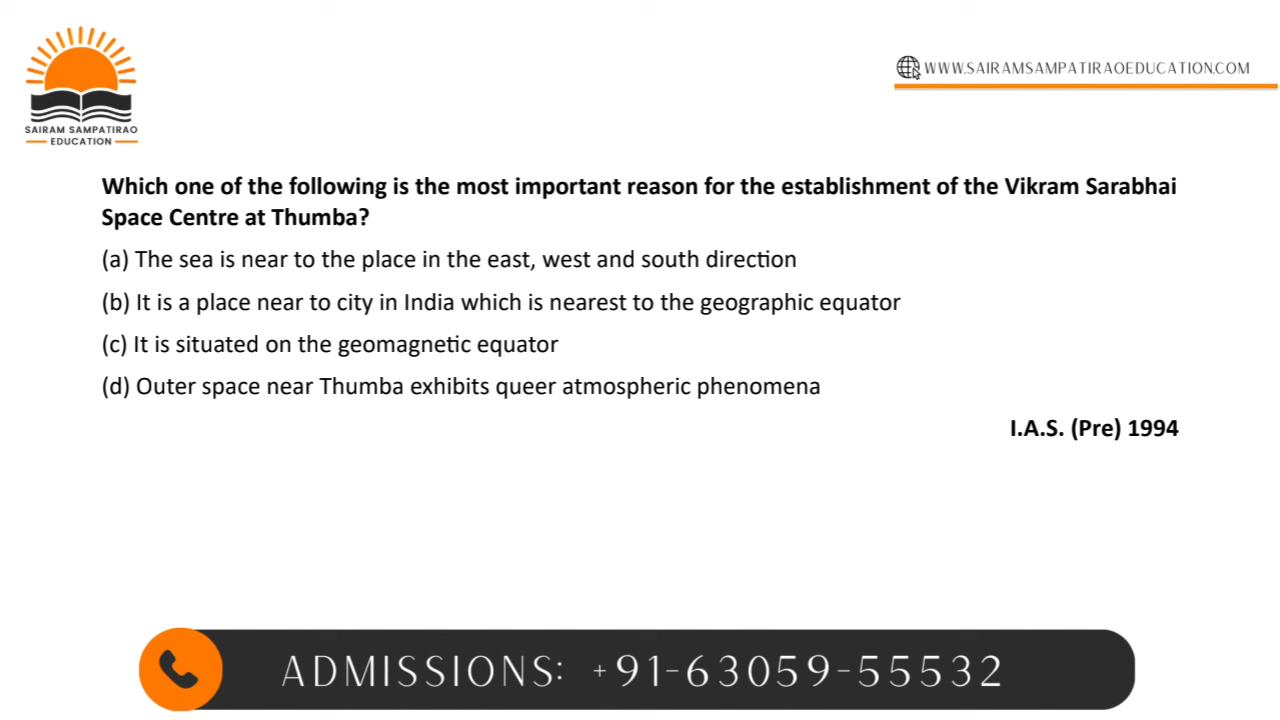 SAIRAM SAMPATIRAO
EDUCATION
WWW.SAIRAMSAMPATIRAOEDUCATION.COM
Which one of the following is the most important reason for the establishment of the Vikram Sarabhai
Space Centre at Thumba?
(a) The sea is near to the place in the east, west and south direction
(b) It is a place near to city in India which is nearest to the geographic equator
(c) It is situated on the geomagnetic equator
(d) Outer space near Thumba exhibits queer atmospheric phenomena
I.A.S. (Pre) 1994
ADMISSIONS: +91-63059-55532